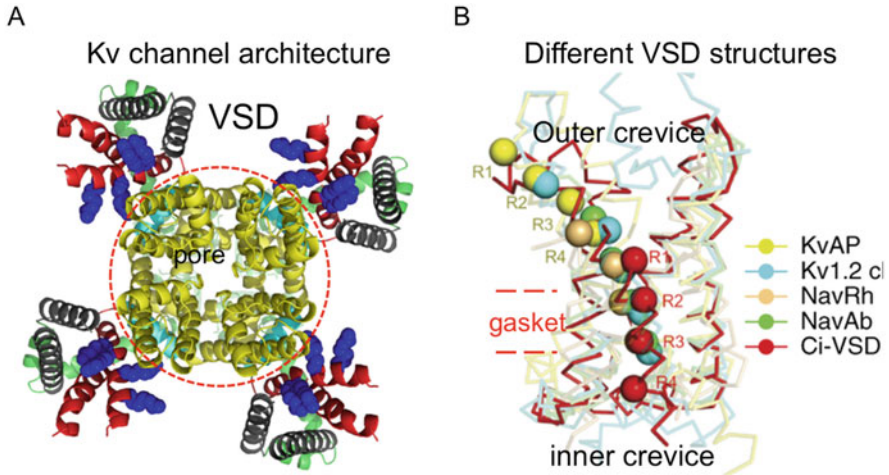 A
Kv channel architecture
VSD
pore
B
Different VSD structures
Outer crevice
R1
R2
R3
R4
R1
R2
R3
R4
gasket
inner crevice
KvAP
Kv1.2 cl
NavRh
NavAb
Ci-VSD